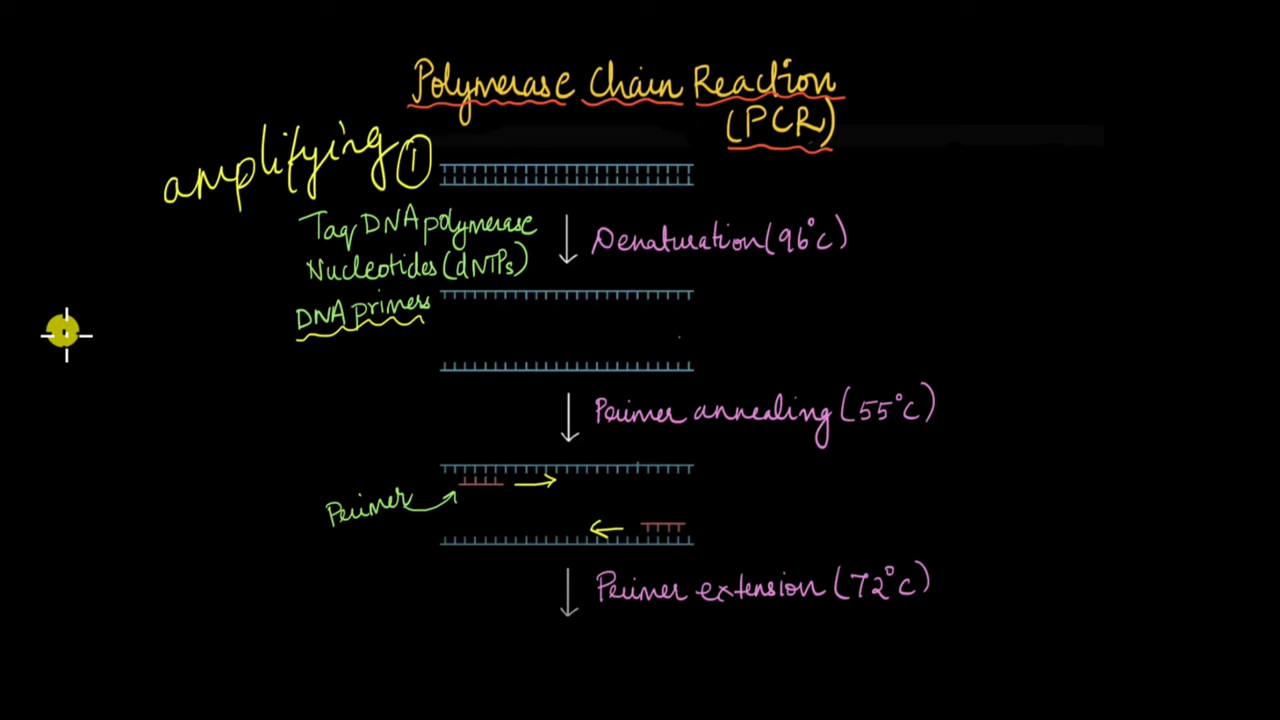 Polymerase Chain Reaction
(PCR)
amplifying 1
Taq DNA polymerase
Nucleotides (dNTPs)
DNA primers
Denaturation (96°C)
Primer annealing (55°C)
Primer
Primer extension (72°C)